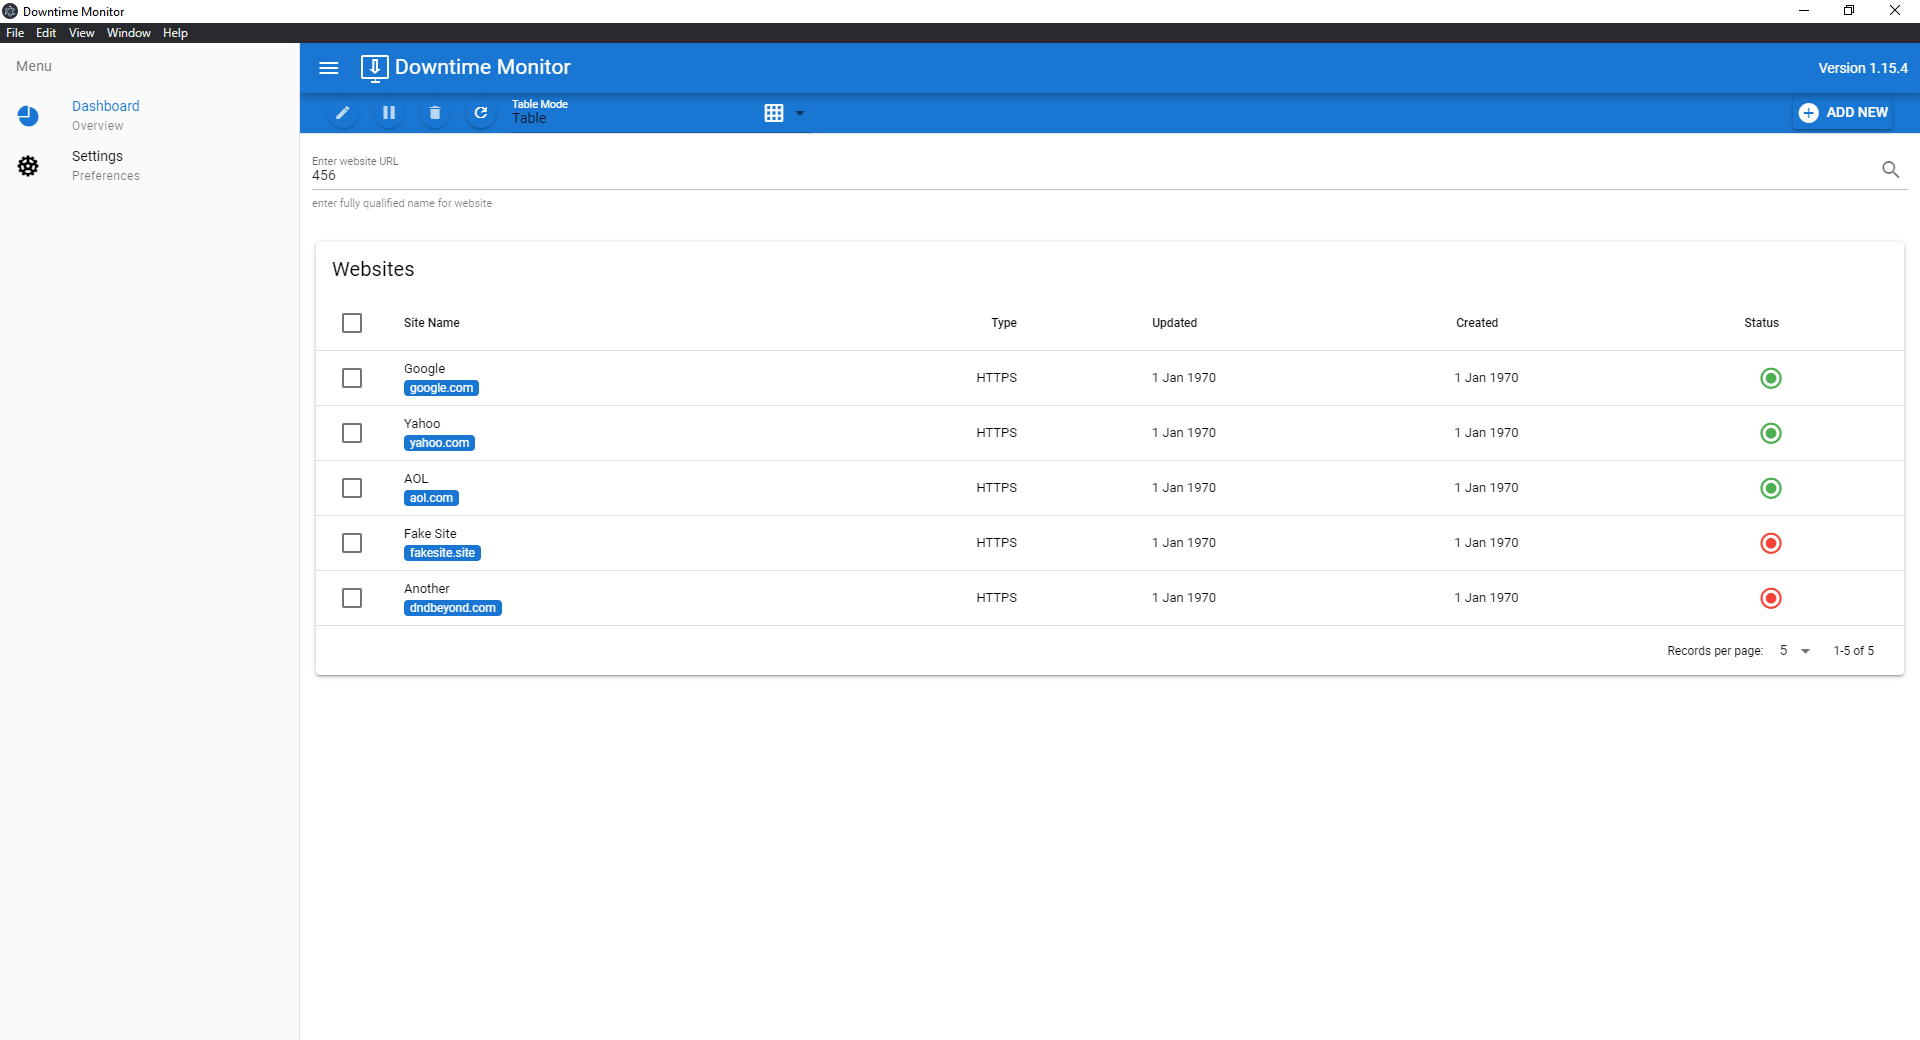 Downtime Monitor
File Edit View Window Help
Menu
Dashboard
Overview
Settings
Preferences
Downtime Monitor
Version 1.15.4
Table Mode
Table
ADD NEW
Enter website URL
456
enter fully qualified name for website
Websites
Site Name Type Updated Created Status
Google
google.com
HTTPS 1 Jan 1970 1 Jan 1970
Yahoo
yahoo.com
HTTPS 1 Jan 1970 1 Jan 1970
AOL
aol.com
HTTPS 1 Jan 1970 1 Jan 1970
Fake Site
fakesite.site
HTTPS 1 Jan 1970 1 Jan 1970
Another
dndbeyond.com
HTTPS 1 Jan 1970 1 Jan 1970
Records per page: 5 1-5 of 5